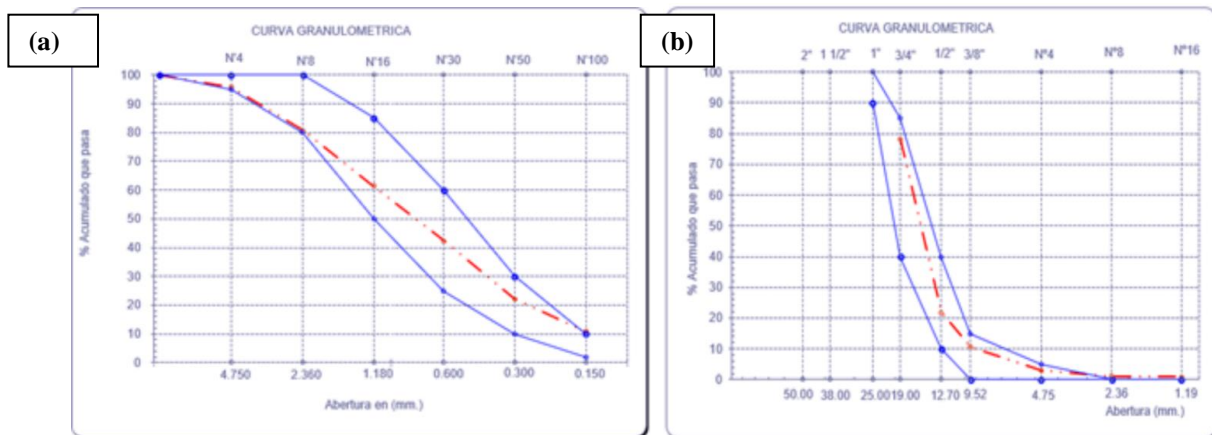 (a)
CURVA GRANULOMETRICA
N'4 N'8 N'16 N'30 N'50 N'100
100
90
80
70
60
50
40
30
20
10
0
% Acumulado que pasa
4.750 2.360 1.180 0.600 0.300 0.150
Abertura en (mm.)
(b)
CURVA GRANULOMETRICA
2" 1 1/2" 1" 3/4" 1/2" 3/8" N°4 N°8 N°16
100
90
80
70
60
50
40
30
20
10
0
% Acumulado que pasa
50.00 38.00 25.00 19.00 12.70 9.52 4.75 2.36 1.19
Abertura (mm.)